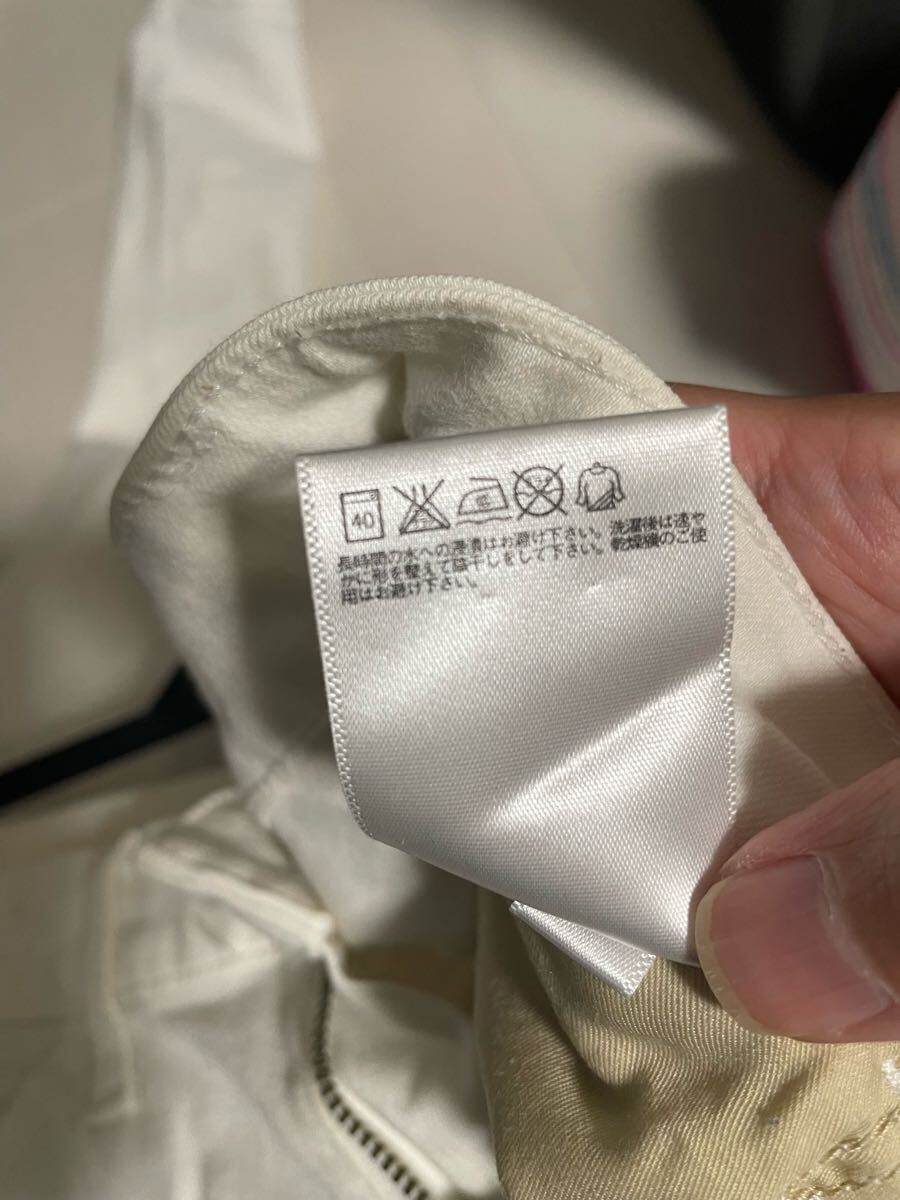 40
長時間の水への浸漬はお避け下さい。洗濯後は速や
かに形を整えて陰干しをして下さい。乾燥機のご使
用はお避け下さい。